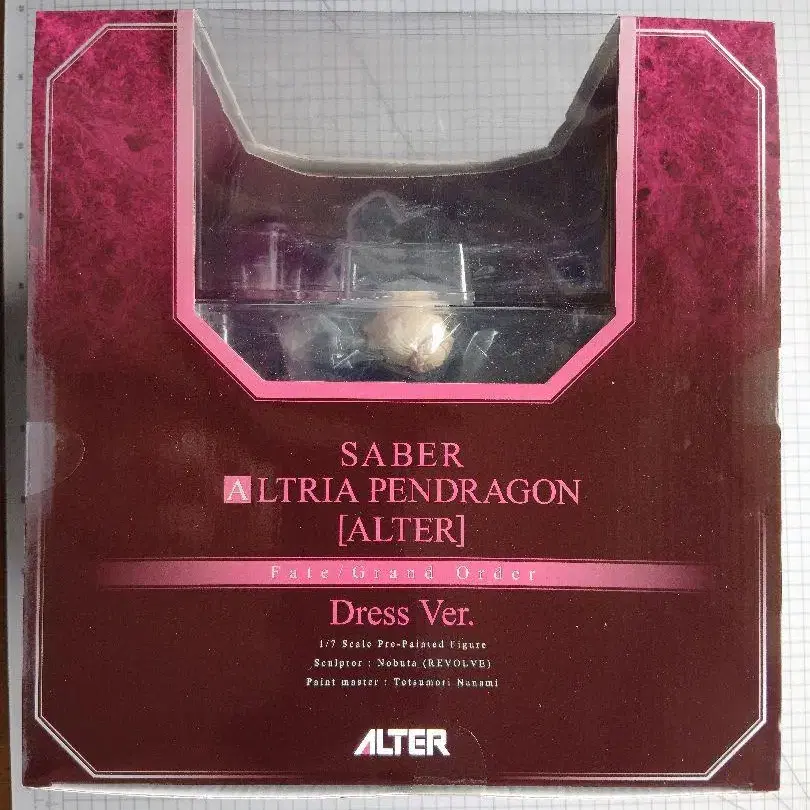 SABER
ALTRIA PENDRAGON
[ALTER]
Fate/Grand Order
Dress Ver.
1/7 Scale Pre-Painted Figure
Sculptor : Nobuta (REVOLVE)
Paint master : Totsumori Nanami
ALTER